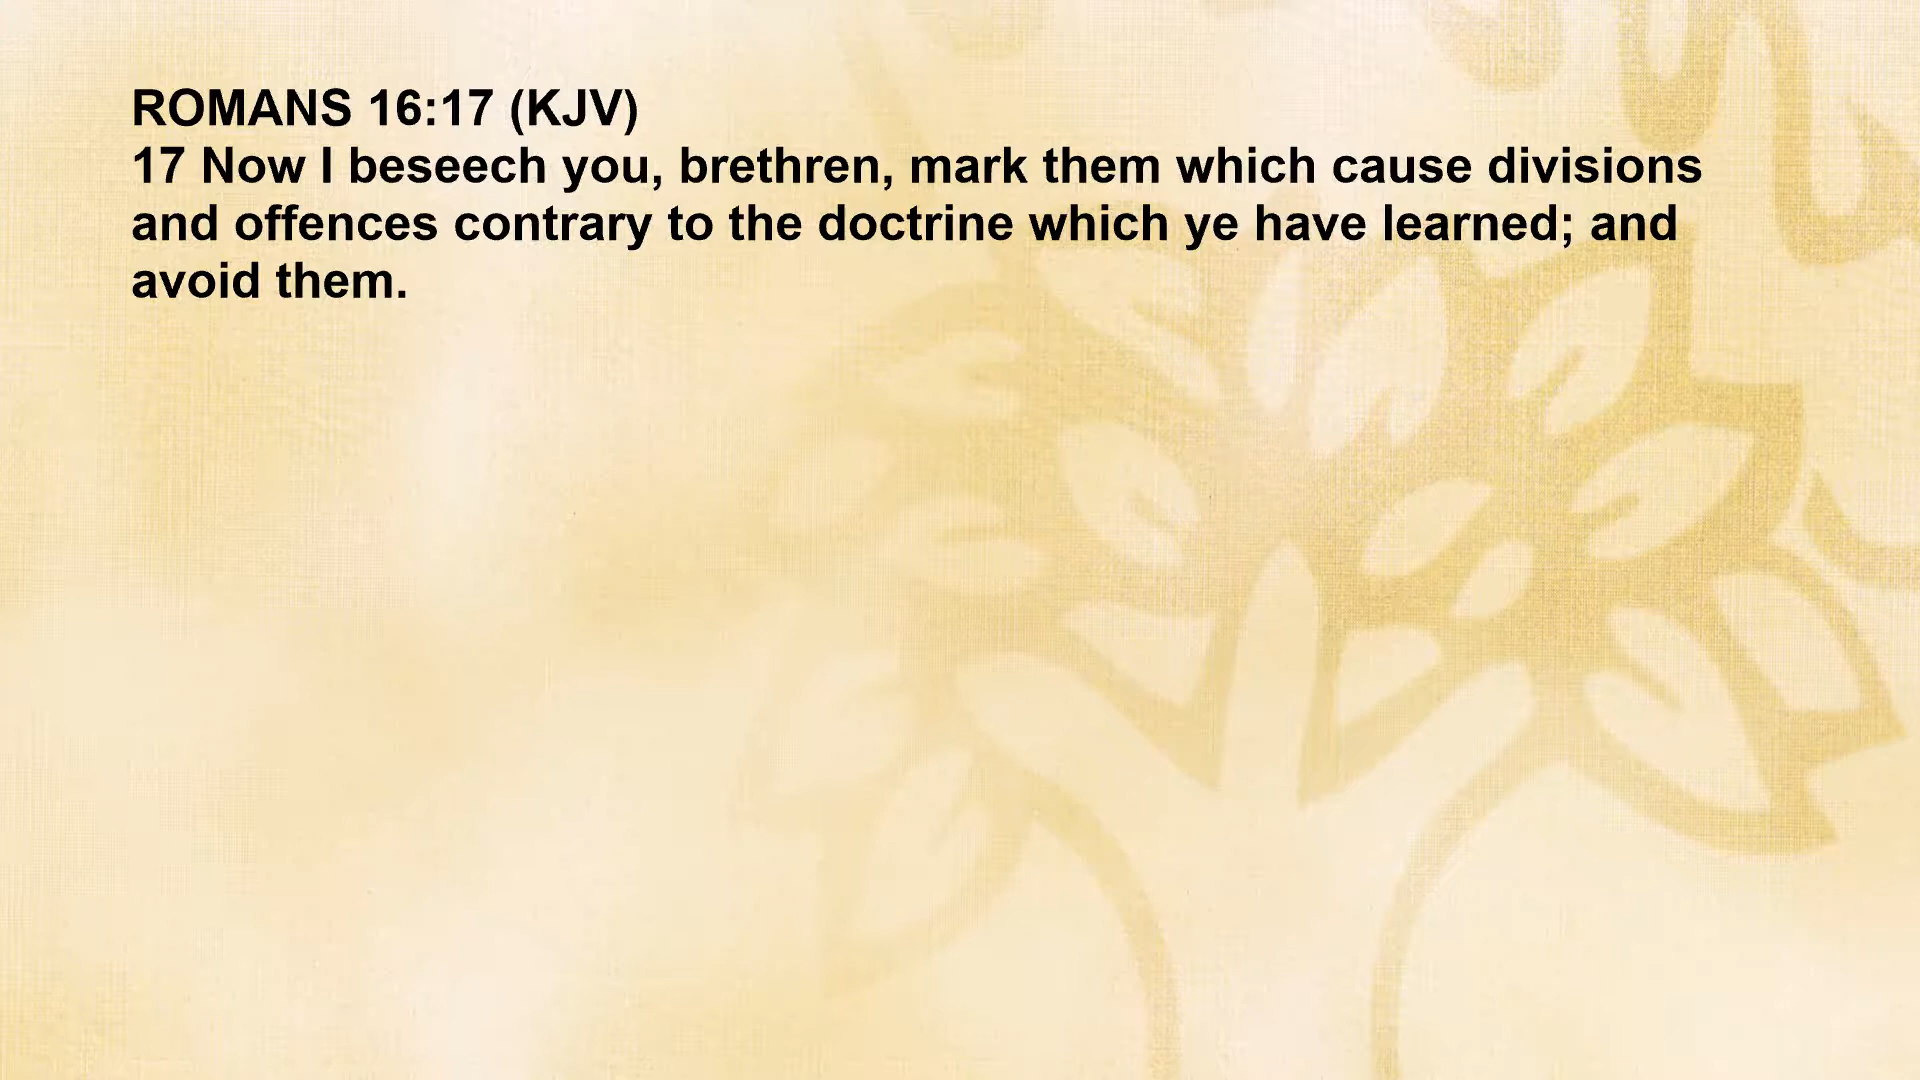 ROMANS 16:17 (KJV)
17 Now I beseech you, brethren, mark them which cause divisions
and offences contrary to the doctrine which ye have learned; and
avoid them.